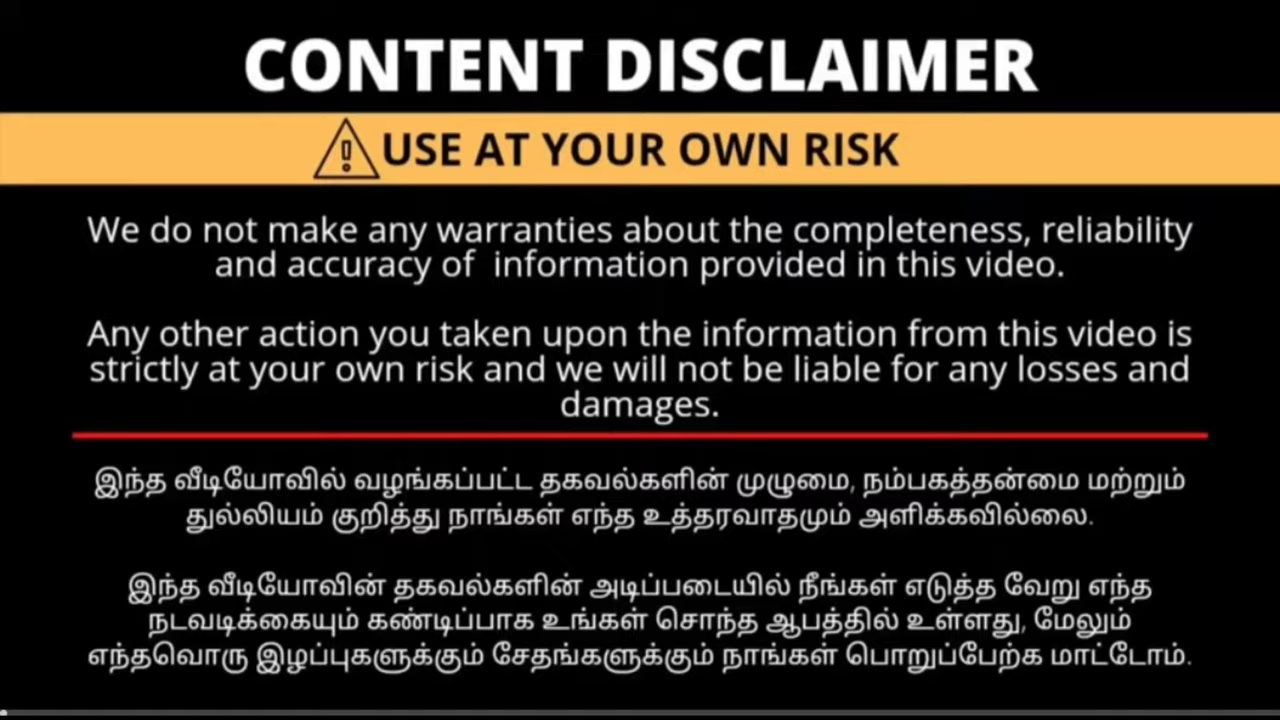 CONTENT DISCLAIMER
USE AT YOUR OWN RISK
We do not make any warranties about the completeness, reliability
and accuracy of information provided in this video.
Any other action you taken upon the information from this video is
strictly at your own risk and we will not be liable for any losses and
damages.
இந்த வீடியோவில் வழங்கப்பட்ட தகவல்களின் முழுமை, நம்பகத்தன்மை மற்றும்
துல்லியம் குறித்து நாங்கள் எந்த உத்தரவாதமும் அளிக்கவில்லை.
இந்த வீடியோவின் தகவல்களின் அடிப்படையில் நீங்கள் எடுத்த வேறு எந்த
நடவடிக்கையும் கண்டிப்பாக உங்கள் சொந்த ஆபத்தில் உள்ளது, மேலும்
எந்தவொரு இழப்புகளுக்கும் சேதங்களுக்கும் நாங்கள் பொறுப்பேற்க மாட்டோம்.